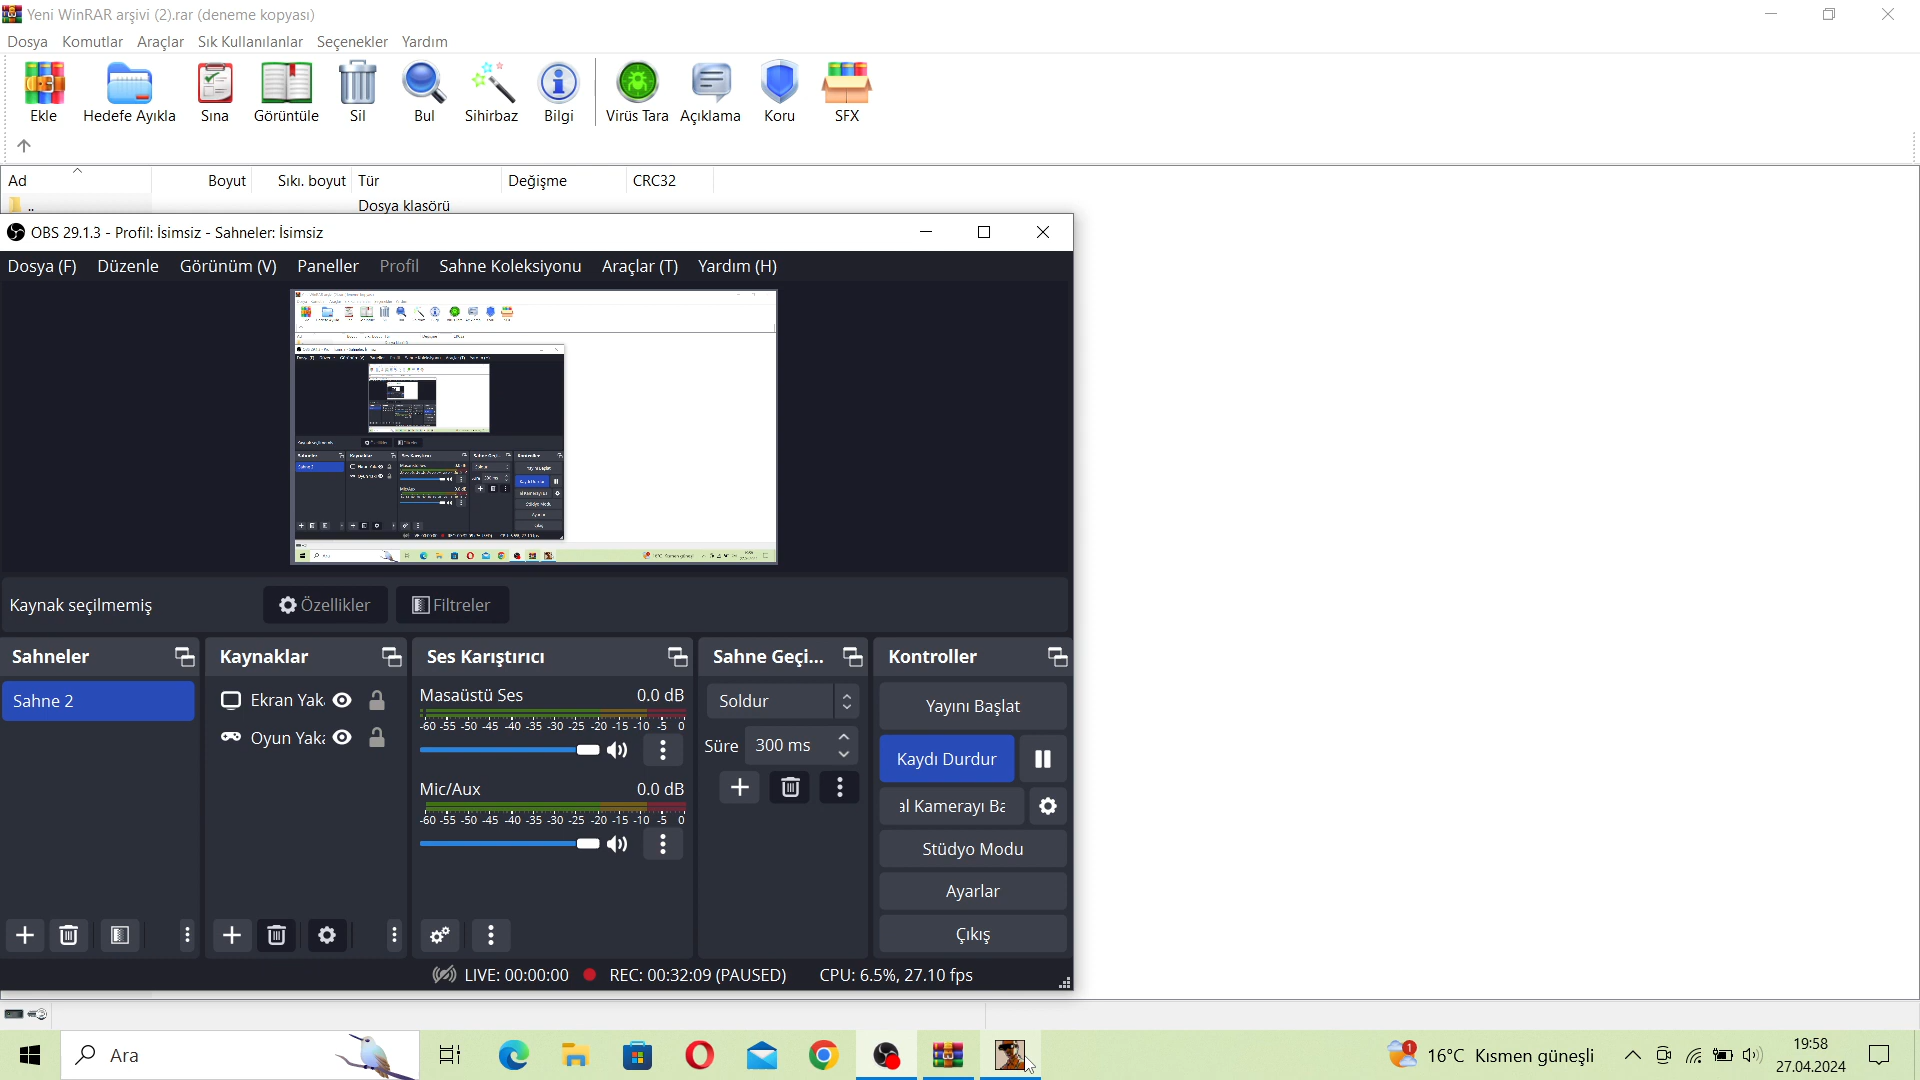 Yeni WinRAR arşivi (2).rar (deneme kopyası)
Dosya Komutlar Araçlar Sık Kullanılanlar Seçenekler Yardım
Ekle Hedefe Ayıkla Sına Görüntüle Sil Bul Sihirbaz Bilgi Virüs Tara Açıklama Koru SFX
Ad Boyut Sıkı. boyut Tür Değişme CRC32
.. Dosya klasörü
OBS 29.1.3 - Profil: İsimsiz - Sahneler: İsimsiz
Dosya (F) Düzenle Görünüm (V) Paneller Profil Sahne Koleksiyonu Araçlar (T) Yardım (H)
Kaynak seçilmemiş Özellikler Filtreler
Sahneler Kaynaklar Ses Karıştırıcı Sahne Geçi... Kontroller
Sahne 2
Ekran Yak
Oyun Yaka
Masaüstü Ses 0.0 dB
-60 -55 -50 -45 -40 -35 -30 -25 -20 -15 -10 -5 0
Mic/Aux 0.0 dB
-60 -55 -50 -45 -40 -35 -30 -25 -20 -15 -10 -5 0
Soldur
Süre 300 ms
Yayını Başlat
Kaydı Durdur
al Kamerayı Ba
Stüdyo Modu
Ayarlar
Çıkış
LIVE: 00:00:00 REC: 00:32:09 (PAUSED) CPU: 6.5%, 27.10 fps
Ara
1
16°C Kısmen güneşli
19:58
27.04.2024